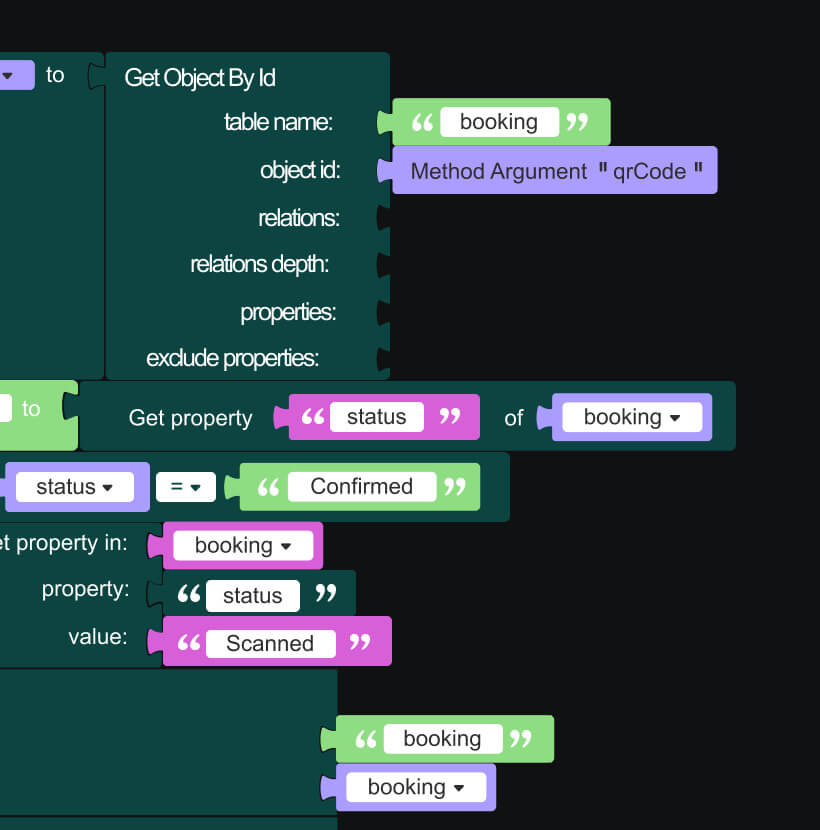 to Get Object By Id
table name: “ booking ”
object id: Method Argument " qrCode "
relations:
relations depth:
properties:
exclude properties:
to Get property “ status ” of booking
status = “ Confirmed ”
property in: booking
property: “ status ”
value: “ Scanned ”
“ booking ”
booking